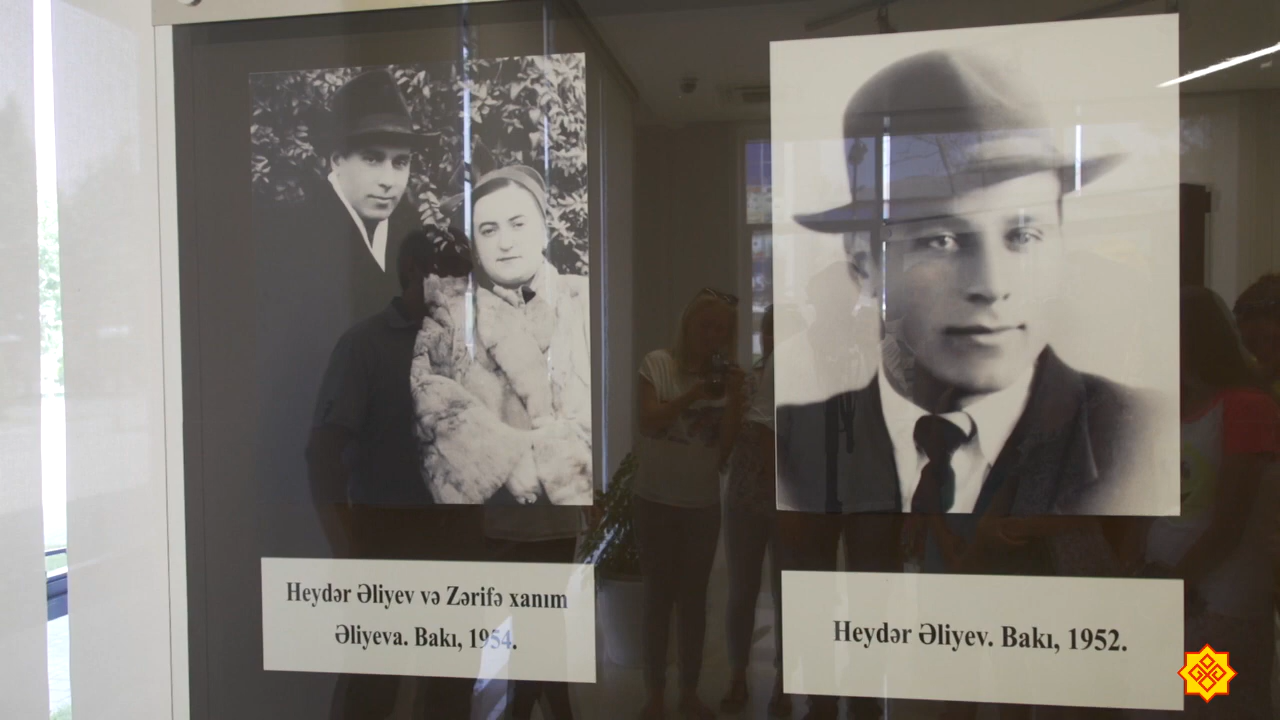 Heydər Əliyev və Zərifə xanım
Əliyeva. Bakı, 1954.
Heydər Əliyev. Bakı, 1952.